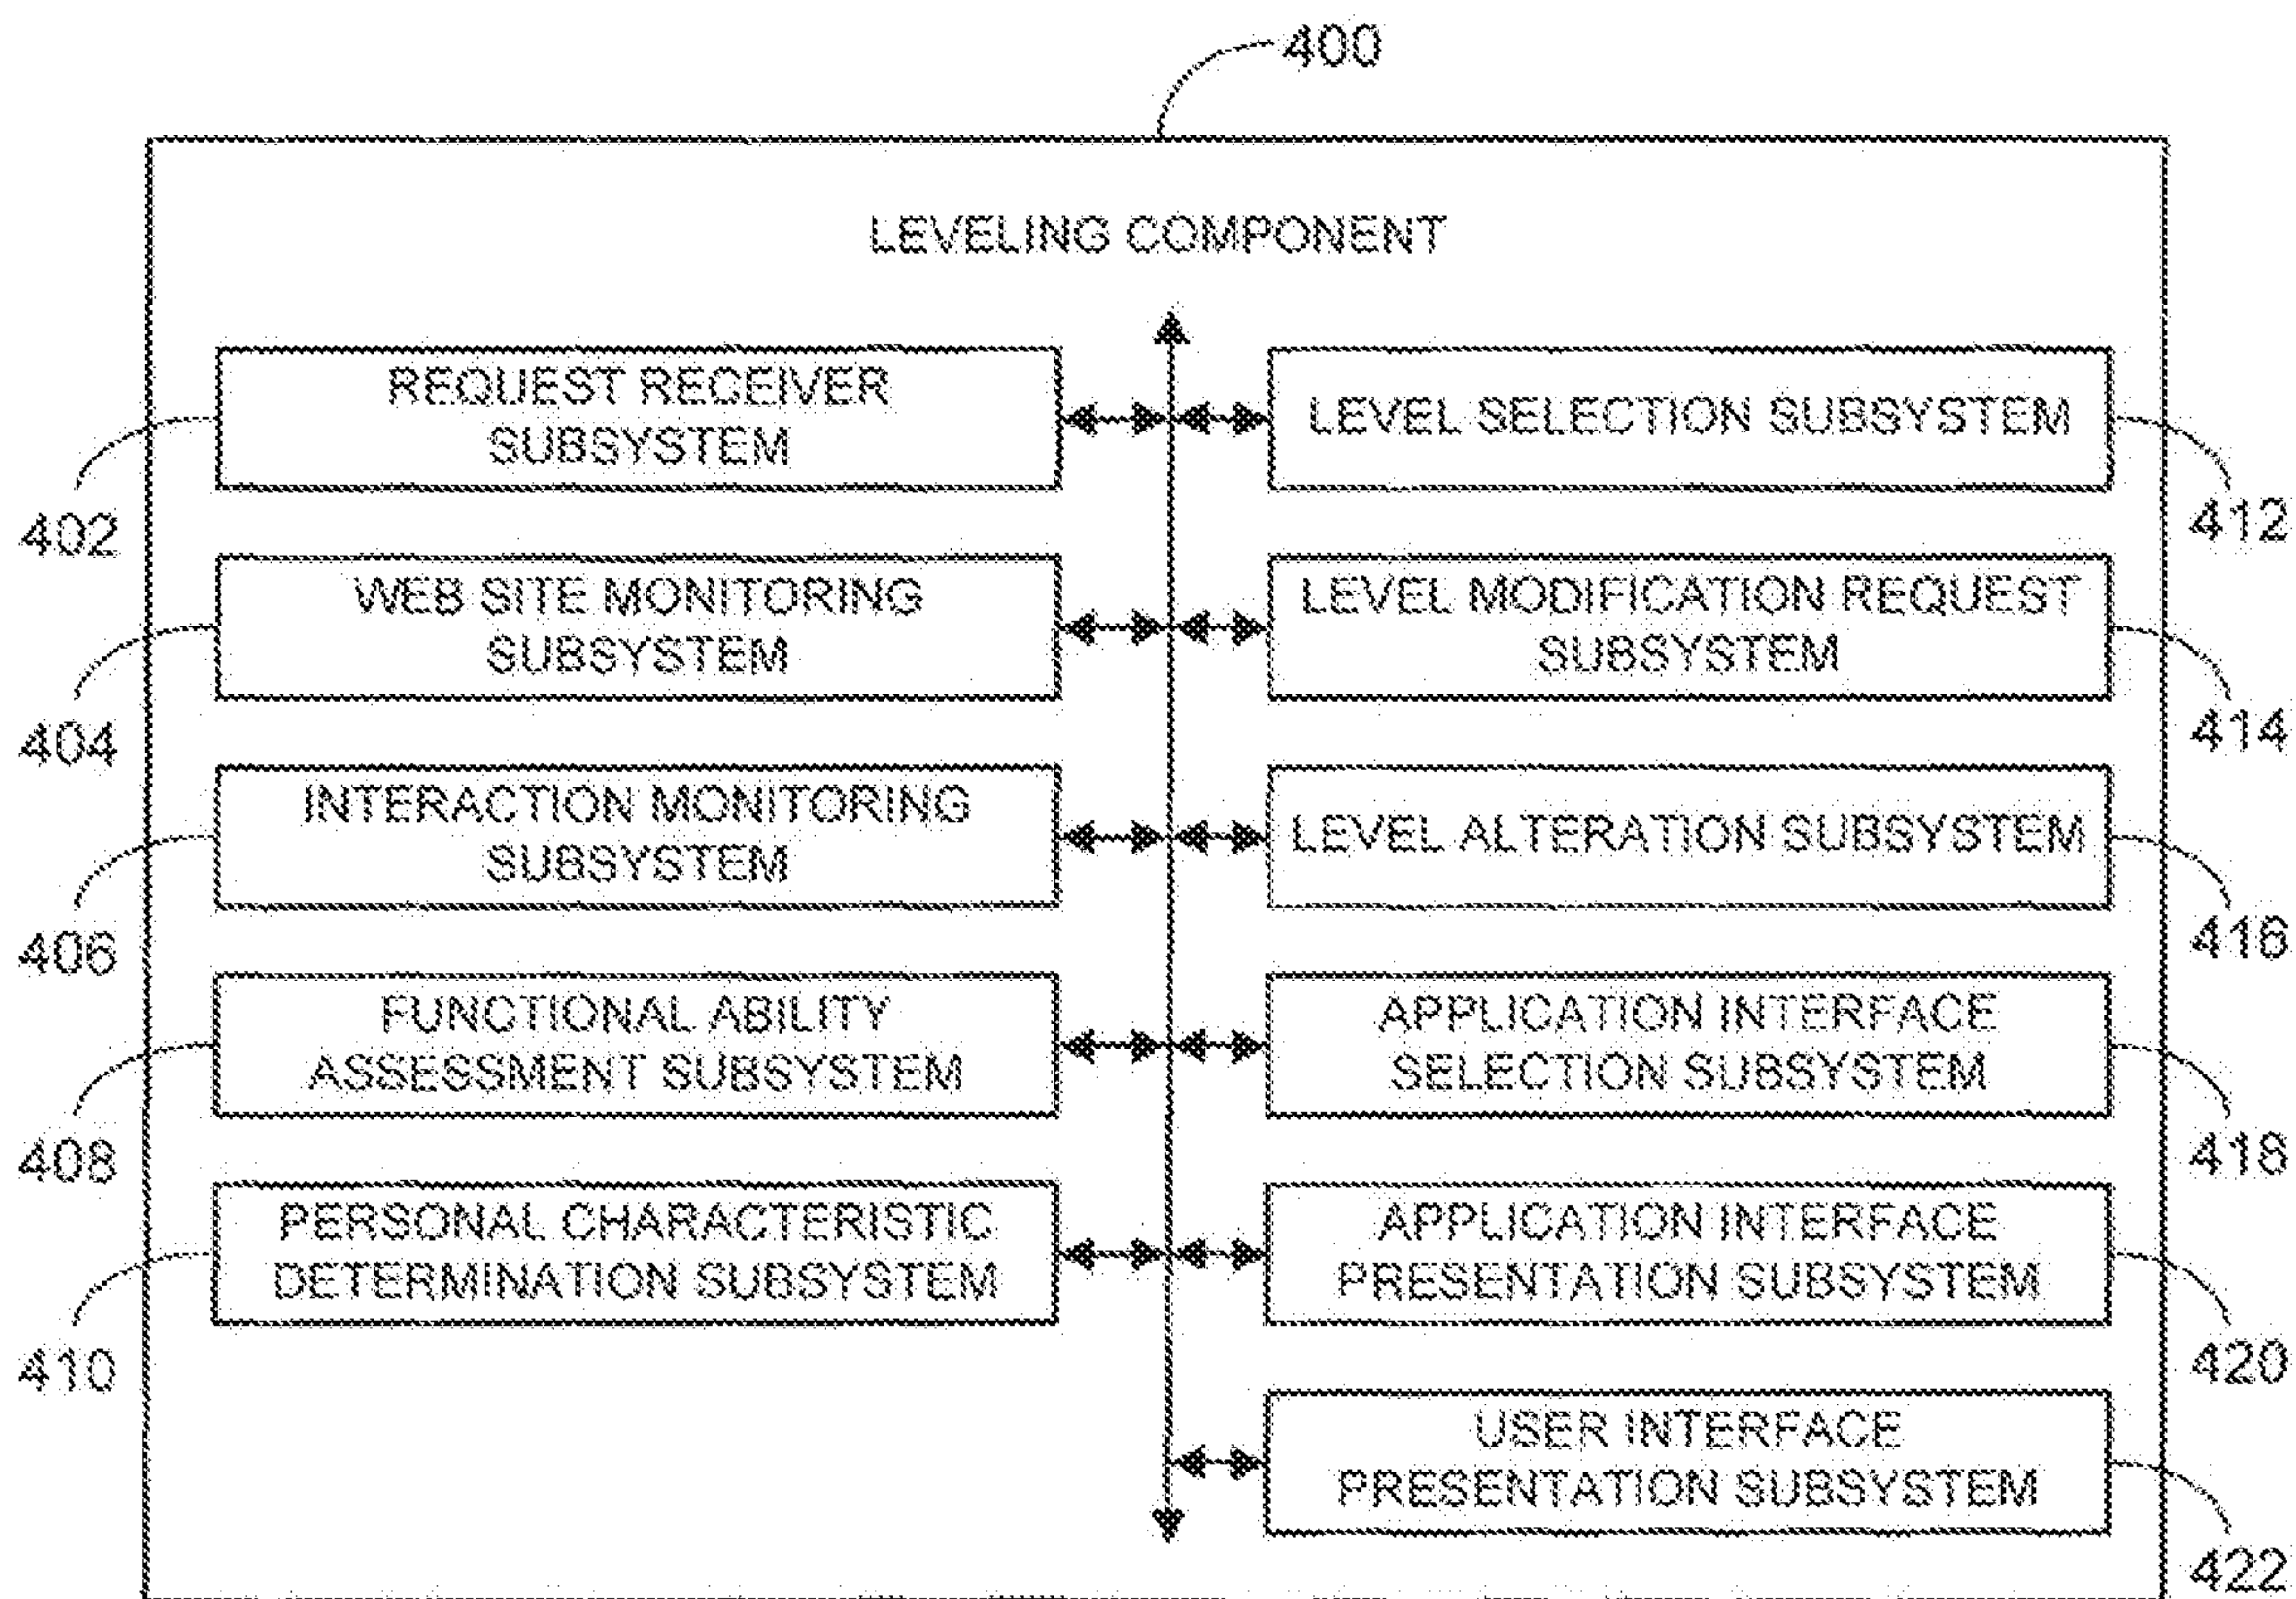 400
LEVELING COMPONENT
REQUEST RECEIVER
SUBSYSTEM
402
WEB SITE MONITORING
SUBSYSTEM
404
INTERACTION MONITORING
SUBSYSTEM
406
FUNCTIONAL ABILITY
ASSESSMENT SUBSYSTEM
408
PERSONAL CHARACTERISTIC
DETERMINATION SUBSYSTEM
410
LEVEL SELECTION SUBSYSTEM
412
LEVEL MODIFICATION REQUEST
SUBSYSTEM
414
LEVEL ALTERATION SUBSYSTEM
416
APPLICATION INTERFACE
SELECTION SUBSYSTEM
418
APPLICATION INTERFACE
PRESENTATION SUBSYSTEM
420
USER INTERFACE
PRESENTATION SUBSYSTEM
422